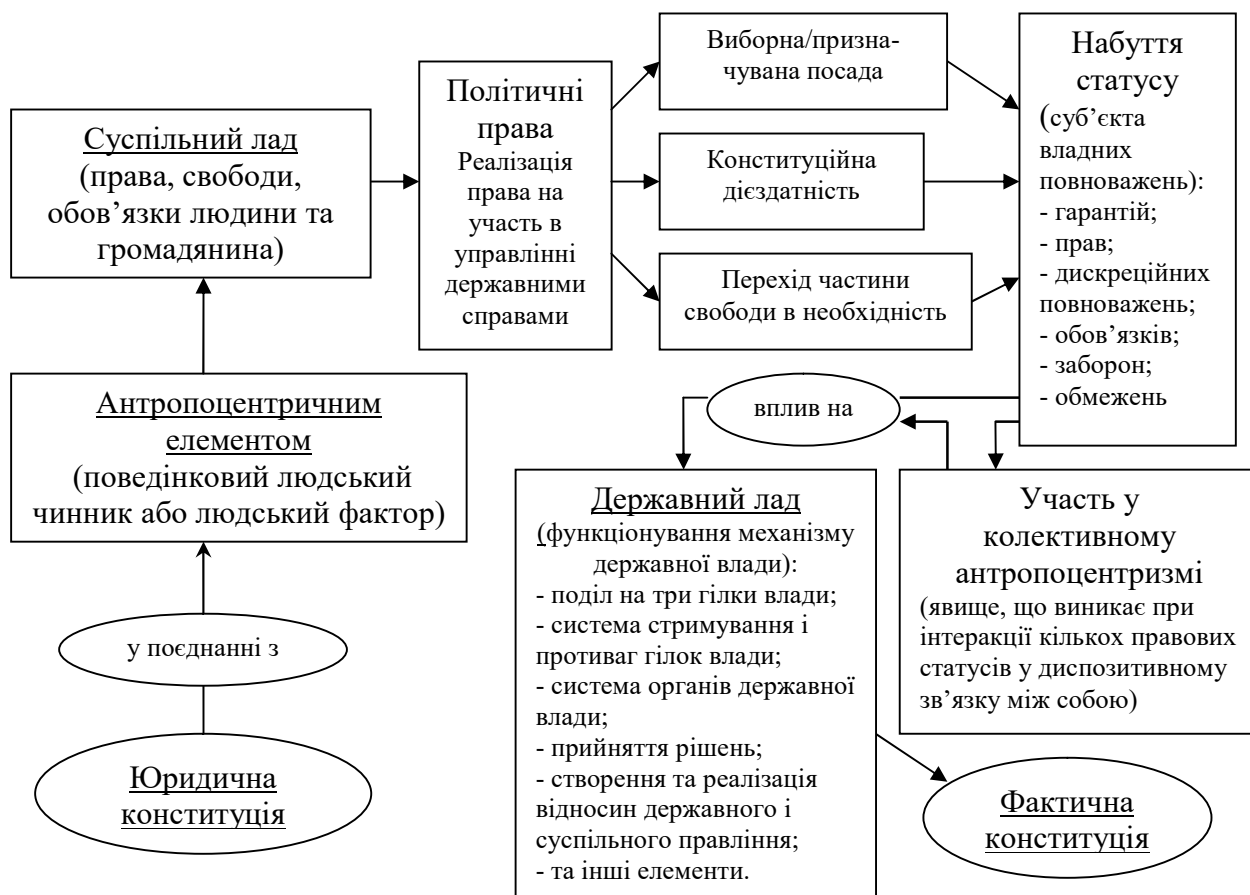 Виборна/призна-
чувана посада
Набуття
статусу
(суб’єкта
владних
повноважень):
- гарантій;
- прав;
- дискреційних
повноважень;
- обов’язків;
- заборон;
- обмежень
Політичні
права
Реалізація
права на
участь в
управлінні
державними
справами
Суспільний лад
(права, свободи,
обов’язки людини та
громадянина)
Конституційна
дієздатність
Перехід частини
свободи в необхідність
Антропоцентричним
елементом
(поведінковий людський
чинник або людський фактор)
вплив на
Державний лад
(функціонування механізму
державної влади):
- поділ на три гілки влади;
- система стримування і
противаг гілок влади;
- система органів державної
влади;
- прийняття рішень;
- створення та реалізація
відносин державного і
суспільного правління;
- та інші елементи.
Участь у
колективному
антропоцентризмі
(явище, що виникає при
інтеракції кількох правових
статусів у диспозитивному
зв’язку між собою)
у поєднанні з
Юридична
конституція
Фактична
конституція